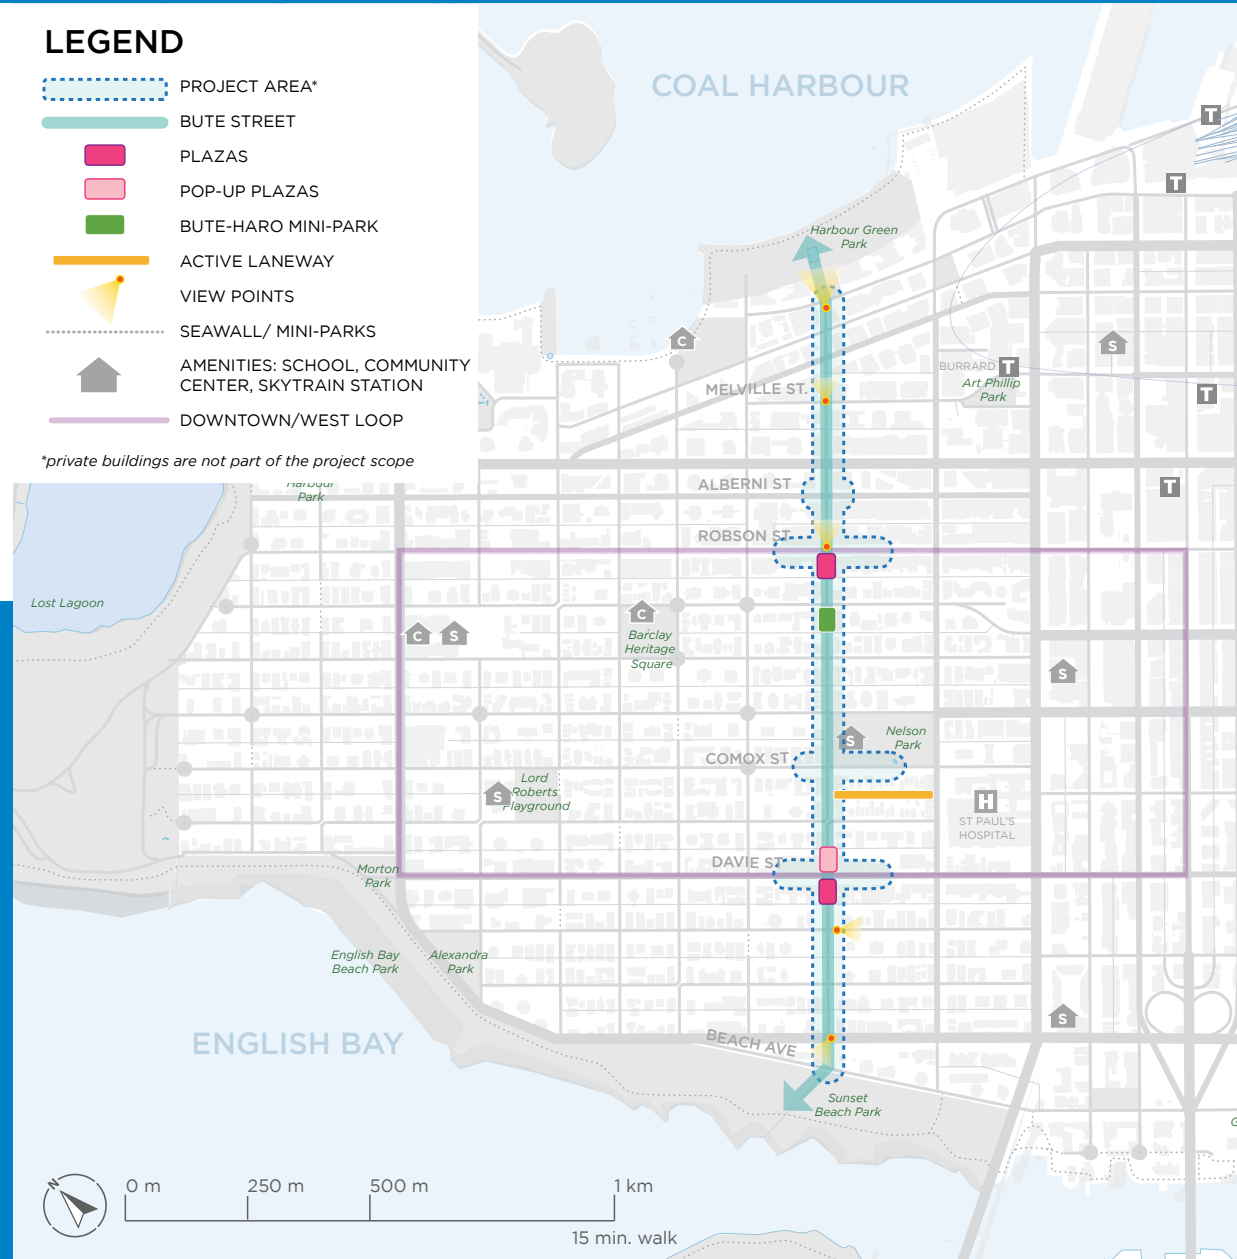 LEGEND
PROJECT AREA*
BUTE STREET
PLAZAS
POP-UP PLAZAS
BUTE-HARO MINI-PARK
ACTIVE LANEWAY
VIEW POINTS
SEAWALL/ MINI-PARKS
AMENITIES: SCHOOL, COMMUNITY
CENTER, SKYTRAIN STATION
DOWNTOWN/WEST LOOP
*private buildings are not part of the project scope
COAL HARBOUR
T
T
Harbour Green
Park
C
S
MELVILLE ST.
BURRARD T
Art Phillip
Park
T
Harbour
Park
ALBERNI ST
T
ROBSON ST
Lost Lagoon
C
C S
Barclay
Heritage
Square
S
S
Nelson
Park
COMOX ST
S
Lord
Roberts
Playground
H
ST PAUL'S
HOSPITAL
DAVIE ST
Morton
Park
English Bay
Beach Park
Alexandra
Park
S
ENGLISH BAY
BEACH AVE
Sunset
Beach Park
G
N
0 m
250 m
500 m
1 km
15 min. walk